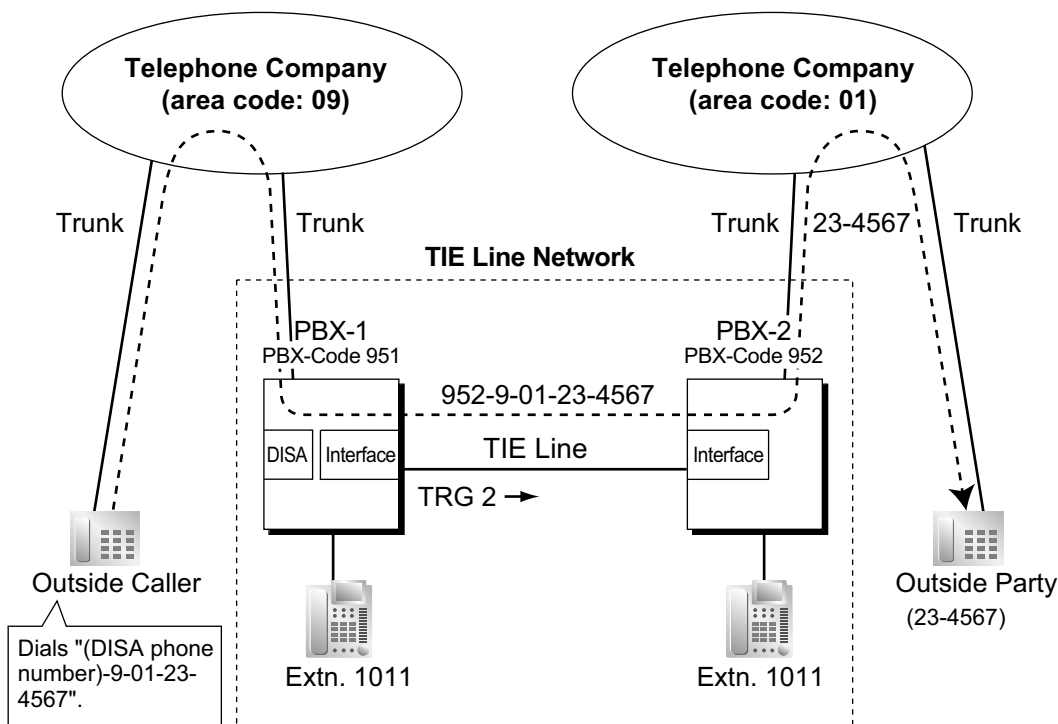 Telephone Company
(area code: 09)
Telephone Company
(area code: 01)
Trunk
Trunk
Trunk
23-4567
Trunk
TIE Line Network
PBX-1
PBX-Code 951
PBX-2
PBX-Code 952
952-9-01-23-4567
DISA
Interface
TIE Line
Interface
TRG 2
Outside Caller
Outside Party
(23-4567)
Dials "(DISA phone
number)-9-01-23-
4567".
Extn. 1011
Extn. 1011